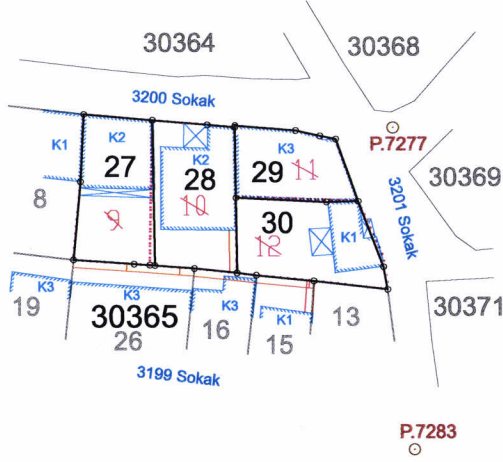 30364
30368
3200 Sokak
P.7277
K1
K2
K2
K3
27
28
29
11
30369
8
9
10
30
12
K1
3201 Sokak
K3
K3
K3
K1
19
30365
26
16
15
13
30371
3199 Sokak
P.7283